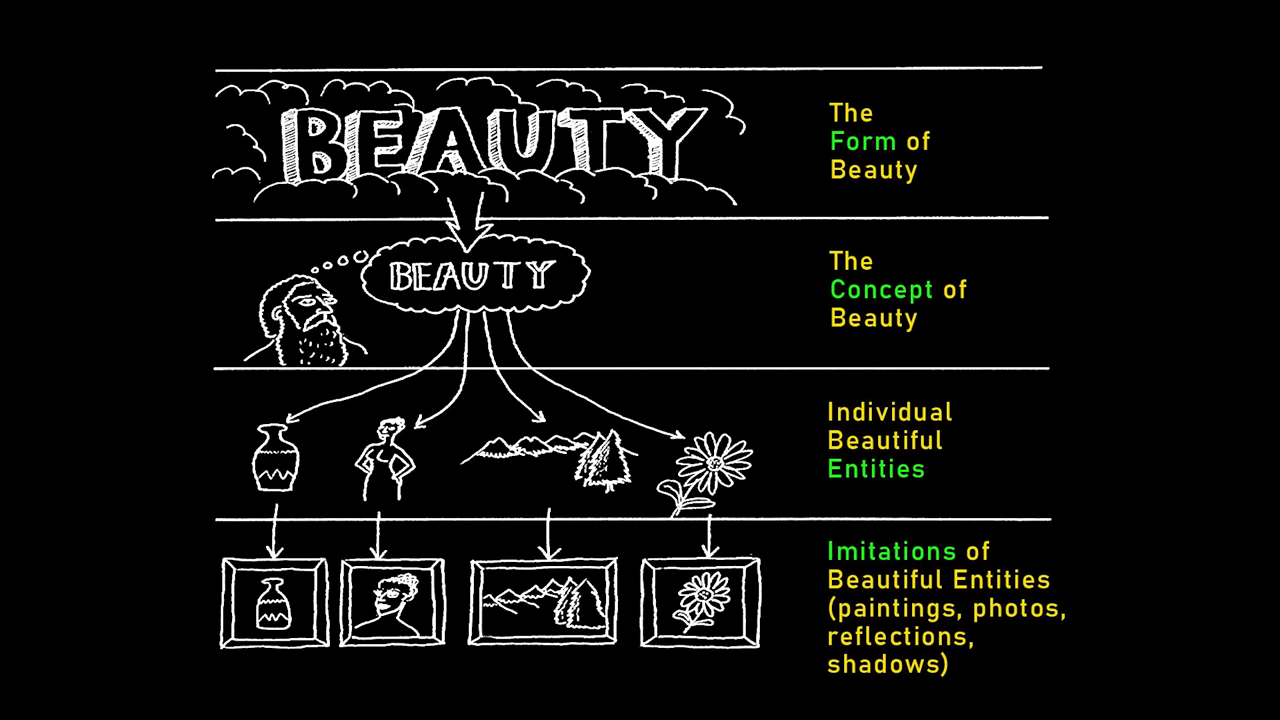 BEAUTY
The
Form of
Beauty
BEAUTY
The
Concept of
Beauty
Individual
Beautiful
Entities
Imitations of
Beautiful Entities
(paintings, photos,
reflections,
shadows)